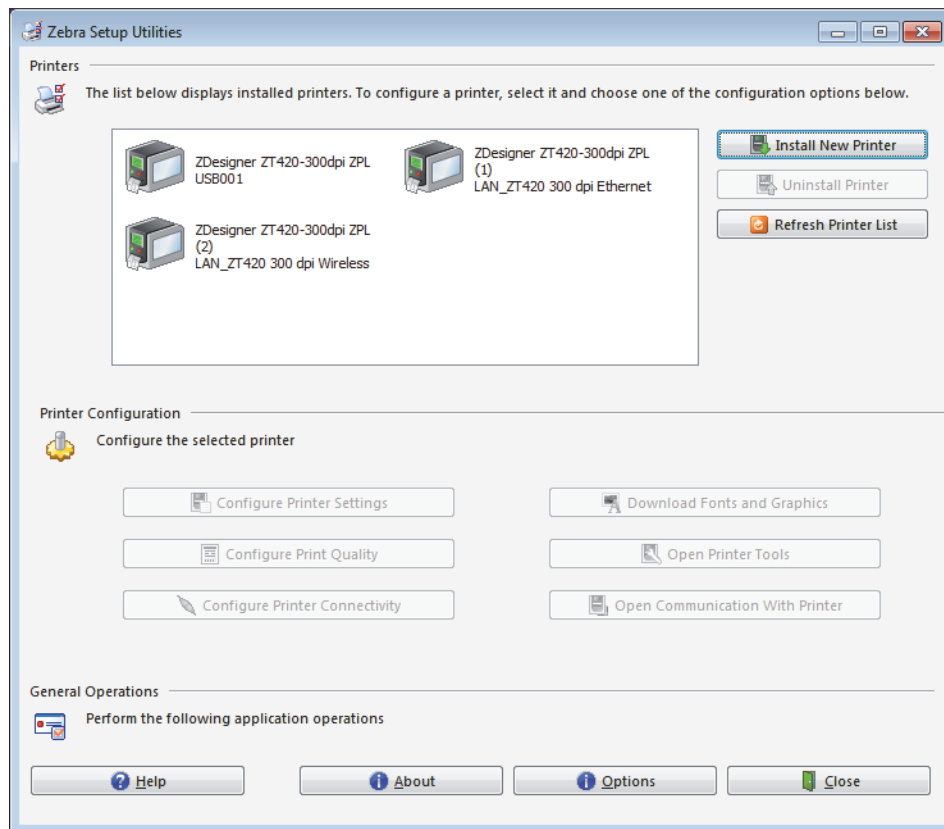 Zebra Setup Utilities
Printers
The list below displays installed printers. To configure a printer, select it and choose one of the configuration options below.
ZDesigner ZT420-300dpi ZPL
USB001
ZDesigner ZT420-300dpi ZPL
(1)
LAN_ZT420 300 dpi Ethernet
ZDesigner ZT420-300dpi ZPL
(2)
LAN_ZT420 300 dpi Wireless
Install New Printer
Uninstall Printer
Refresh Printer List
Printer Configuration
Configure the selected printer
Configure Printer Settings
Download Fonts and Graphics
Configure Print Quality
Open Printer Tools
Configure Printer Connectivity
Open Communication With Printer
General Operations
Perform the following application operations
Help
About
Options
Close